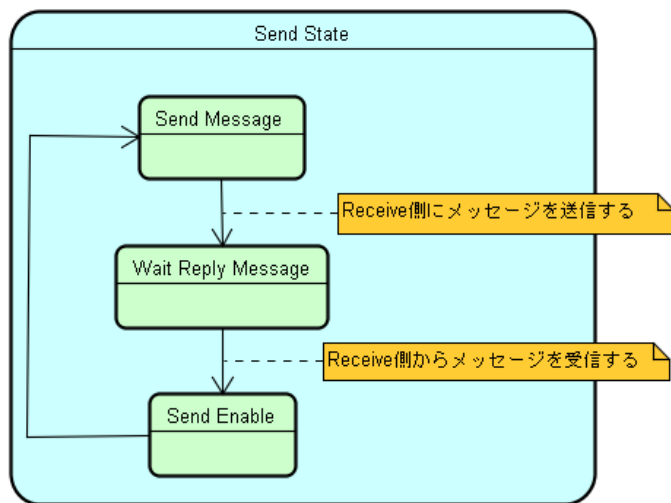 Send State
Send Message
Receive側にメッセージを送信する
Wait Reply Message
Receive側からメッセージを受信する
Send Enable